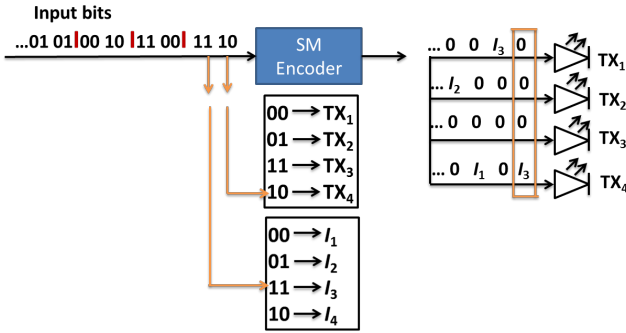 Input bits
...01 01|00 10 |11 00| 11 10
SM
Encoder
00 → TX₁
01 → TX₂
11 → TX₃
10 → TX₄
00 → I₁
01 → I₂
11 → I₃
10 → I₄
... 0 0 I₃ 0
TX₁
... I₂ 0 0 0
TX₂
... 0 0 0 0
TX₃
... 0 I₁ 0 I₃
TX₄